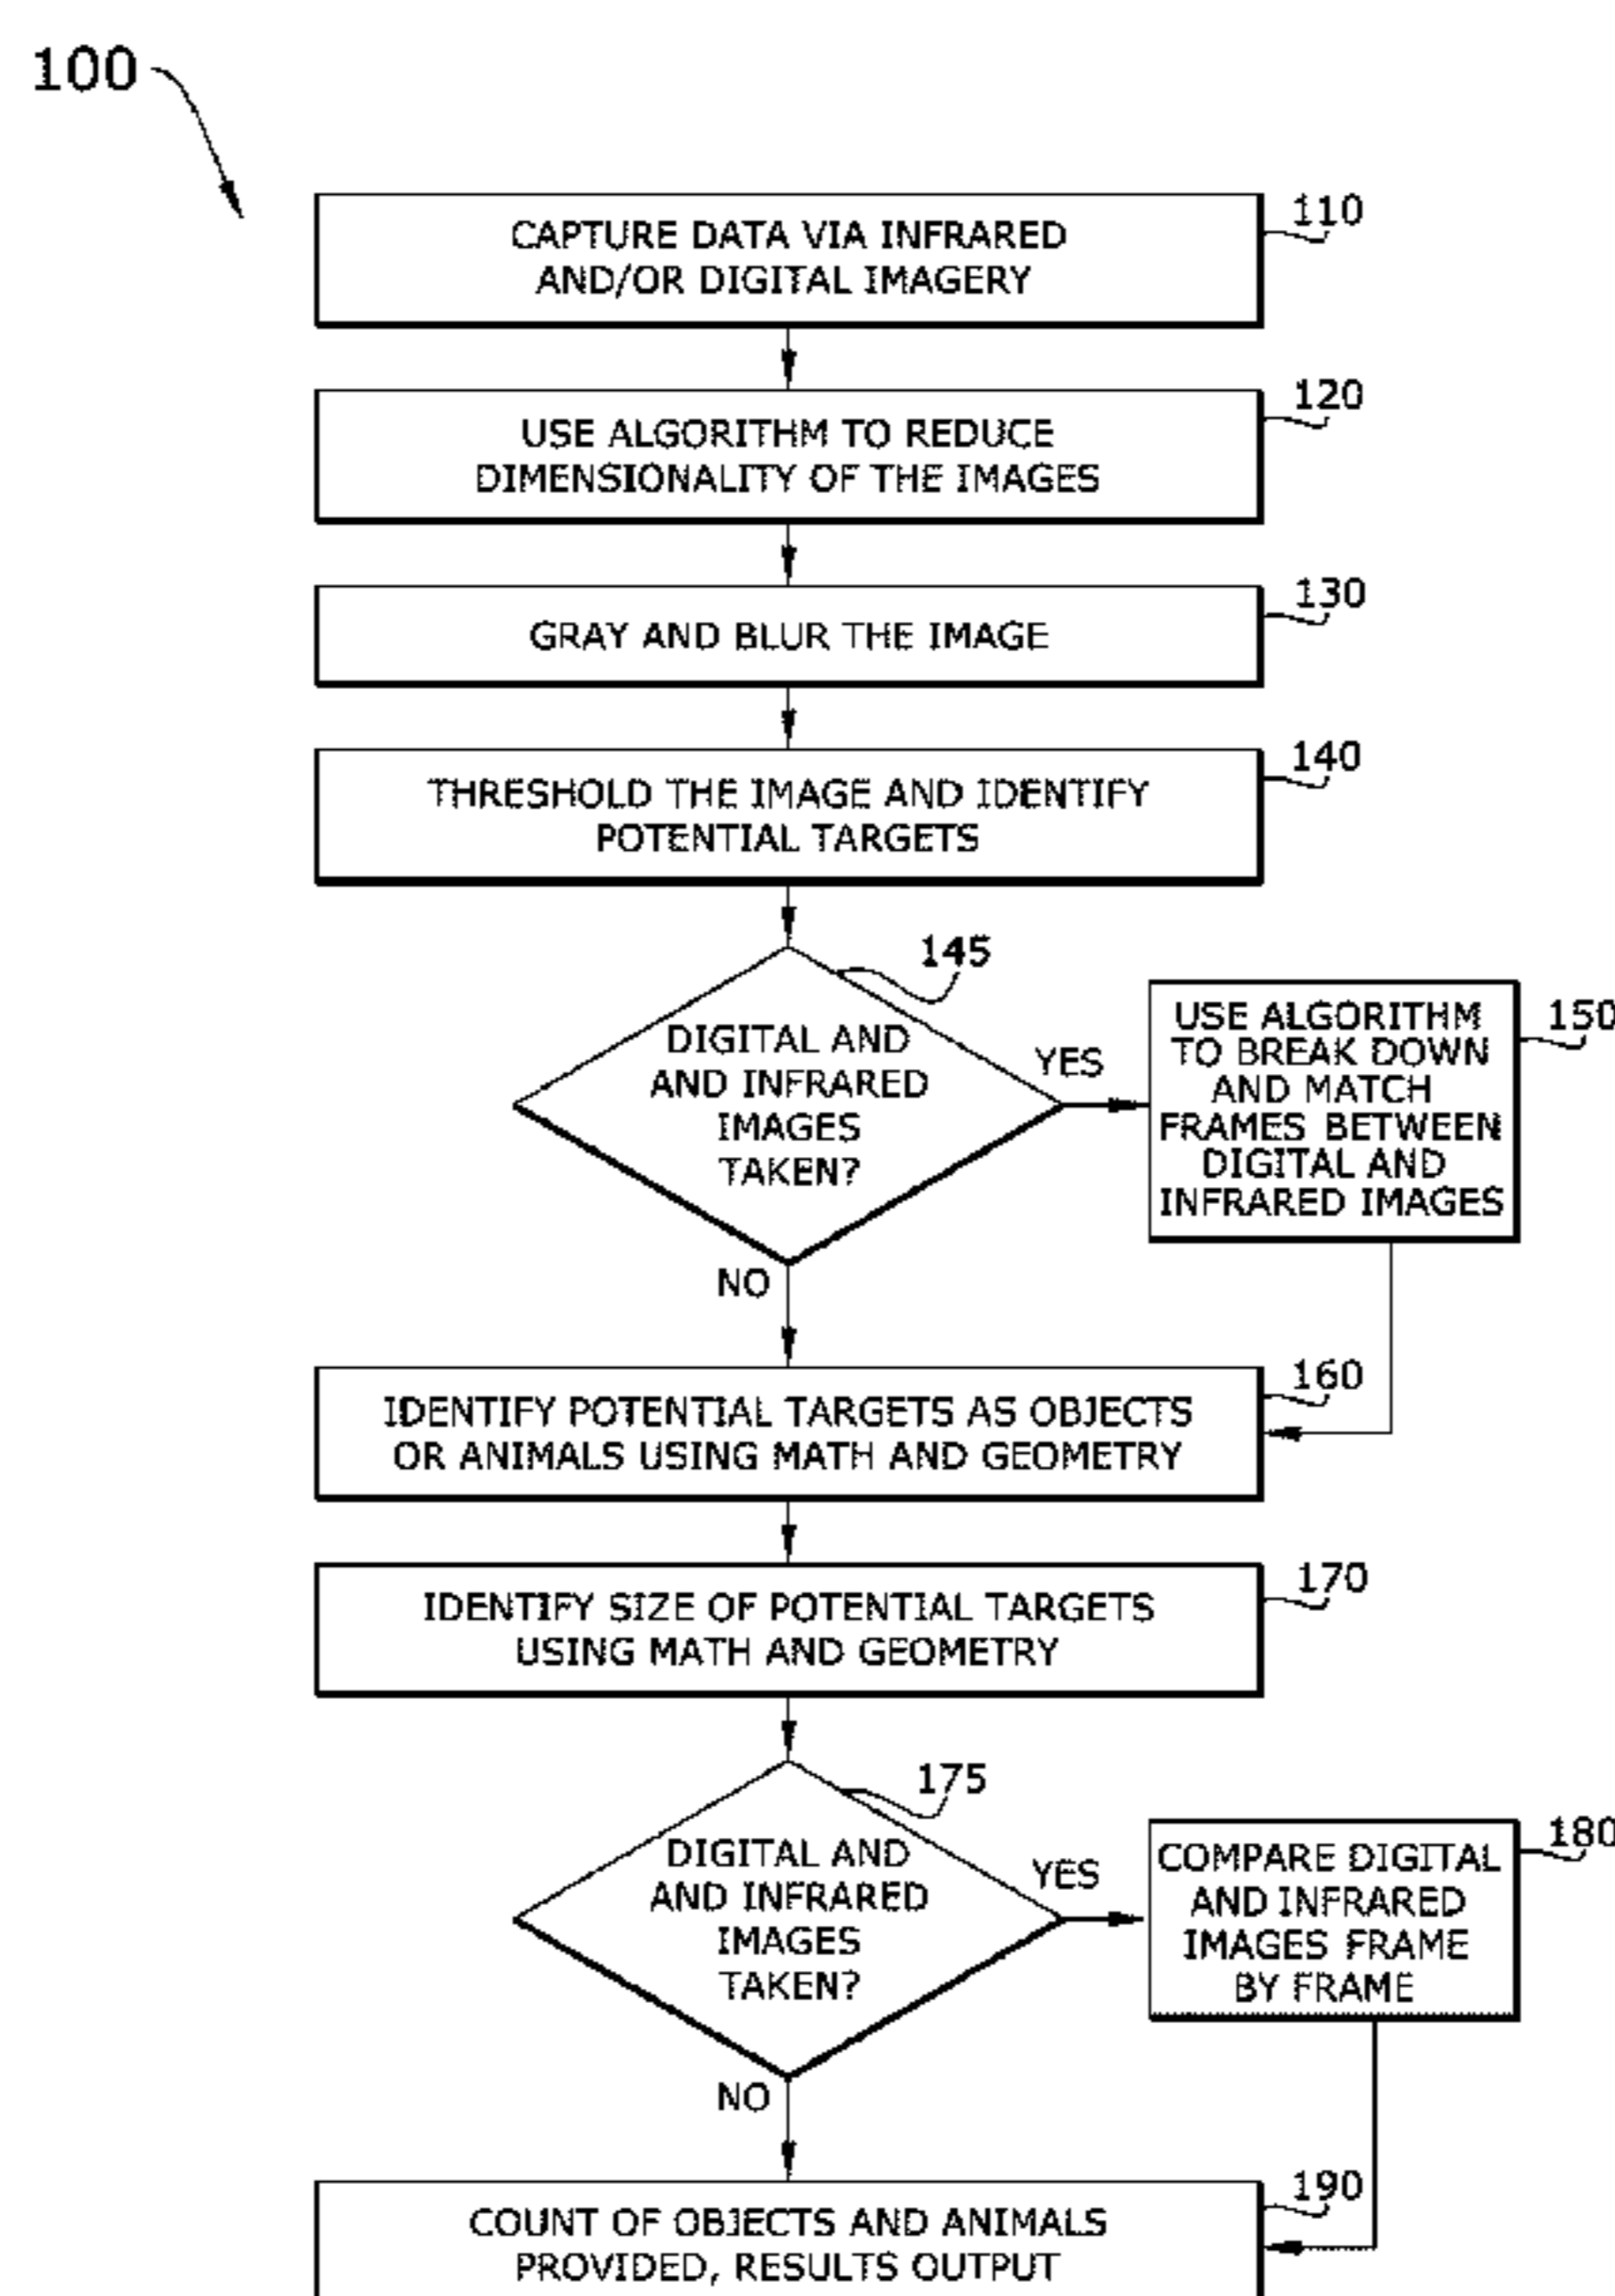 100
CAPTURE DATA VIA INFRARED
AND/OR DIGITAL IMAGERY
110
USE ALGORITHM TO REDUCE
DIMENSIONALITY OF THE IMAGES
120
GRAY AND BLUR THE IMAGE
130
THRESHOLD THE IMAGE AND IDENTIFY
POTENTIAL TARGETS
140
145
DIGITAL AND
AND INFRARED
IMAGES
TAKEN?
YES
USE ALGORITHM
TO BREAK DOWN
AND MATCH
FRAMES BETWEEN
DIGITAL AND
INFRARED IMAGES
150
NO
IDENTIFY POTENTIAL TARGETS AS OBJECTS
OR ANIMALS USING MATH AND GEOMETRY
160
IDENTIFY SIZE OF POTENTIAL TARGETS
USING MATH AND GEOMETRY
170
175
DIGITAL AND
AND INFRARED
IMAGES
TAKEN?
YES
COMPARE DIGITAL
AND INFRARED
IMAGES FRAME
BY FRAME
180
NO
COUNT OF OBJECTS AND ANIMALS
PROVIDED, RESULTS OUTPUT
190